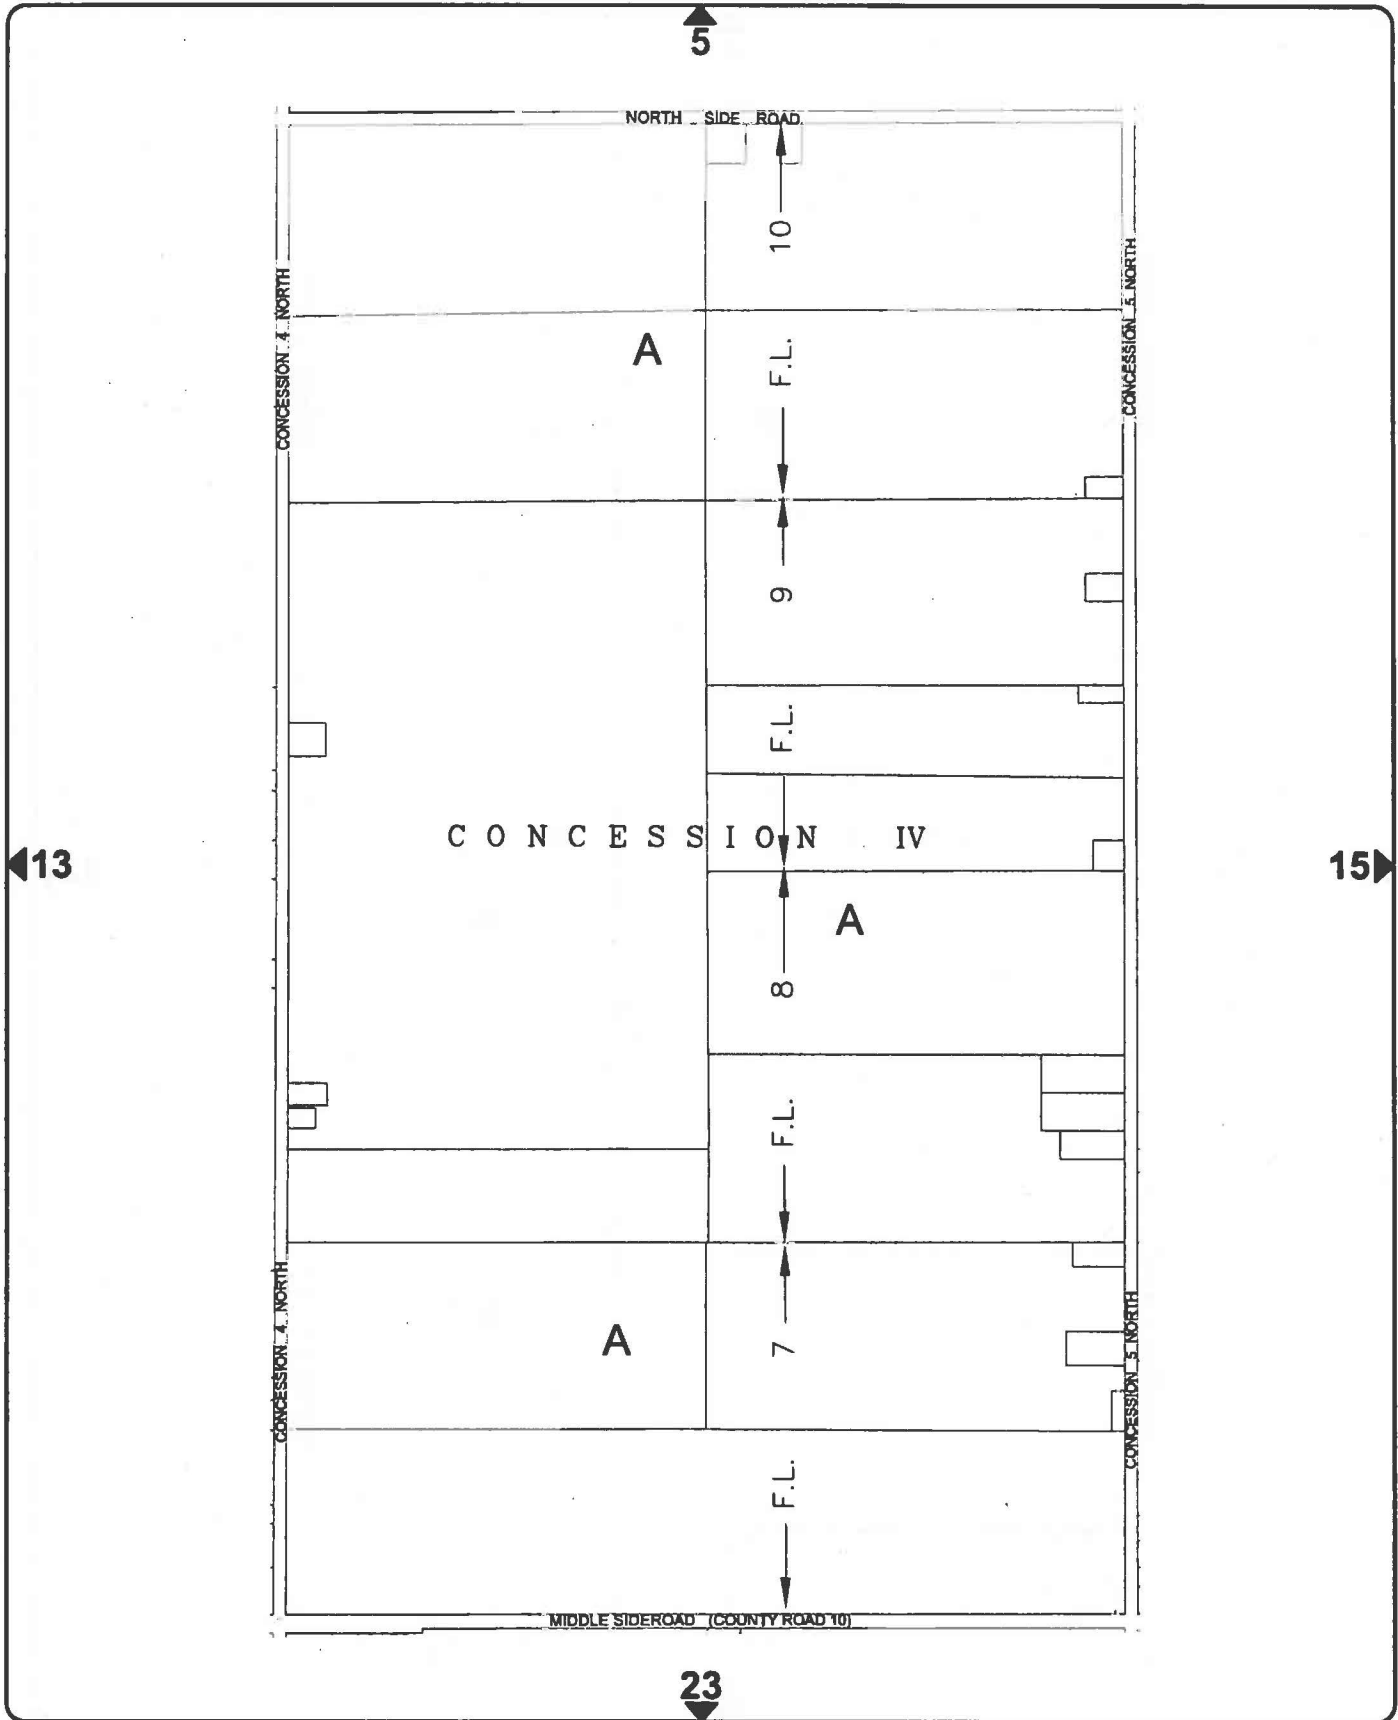 5
NORTH SIDE ROAD
10
CONCESSION 4 NORTH
CONCESSION 5 NORTH
A
F.L.
9
F.L.
CONCESSION IV
13
15
A
8
F.L.
CONCESSION 4 NORTH
A
7
CONCESSION 5 NORTH
F.L.
MIDDLE SIDEROAD (COUNTY ROAD 10)
23